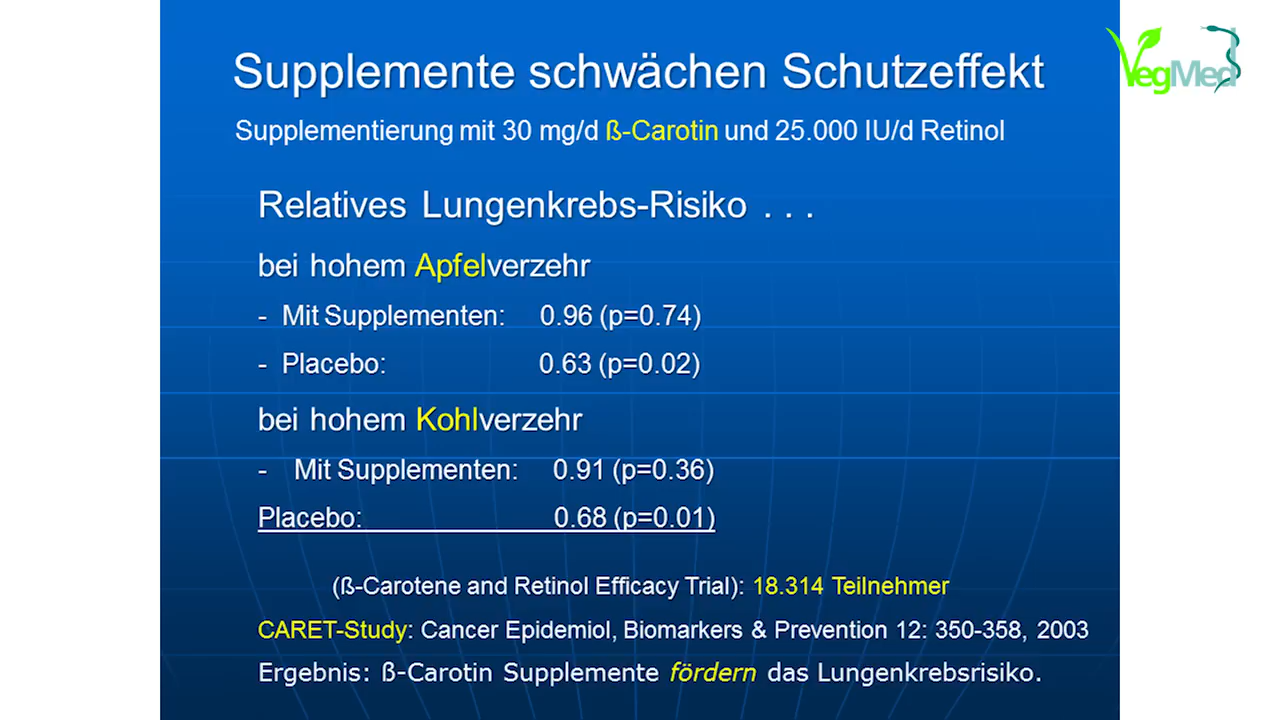 Supplemente schwächen Schutzeffekt
VegMed
Supplementierung mit 30 mg/d ß-Carotin und 25.000 IU/d Retinol
Relatives Lungenkrebs-Risiko . . .
bei hohem Apfelverzehr
- Mit Supplementen: 0.96 (p=0.74)
- Placebo: 0.63 (p=0.02)
bei hohem Kohlverzehr
- Mit Supplementen: 0.91 (p=0.36)
Placebo: 0.68 (p=0.01)
(ß-Carotene and Retinol Efficacy Trial): 18.314 Teilnehmer
CARET-Study: Cancer Epidemiol, Biomarkers & Prevention 12: 350-358, 2003
Ergebnis: ß-Carotin Supplemente fördern das Lungenkrebsrisiko.